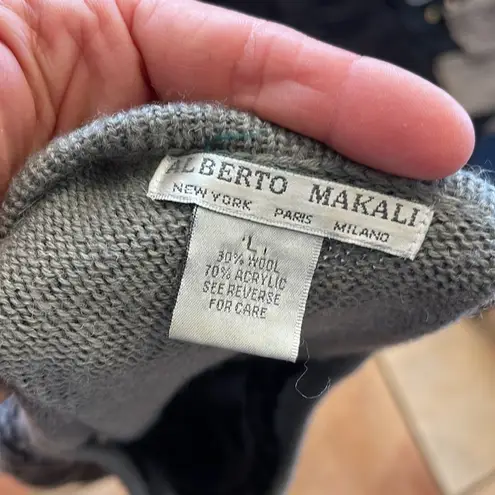 ALBERTO MAKALI
NEW YORK PARIS MILANO
L
30% WOOL
70% ACRYLIC
SEE REVERSE
FOR CARE